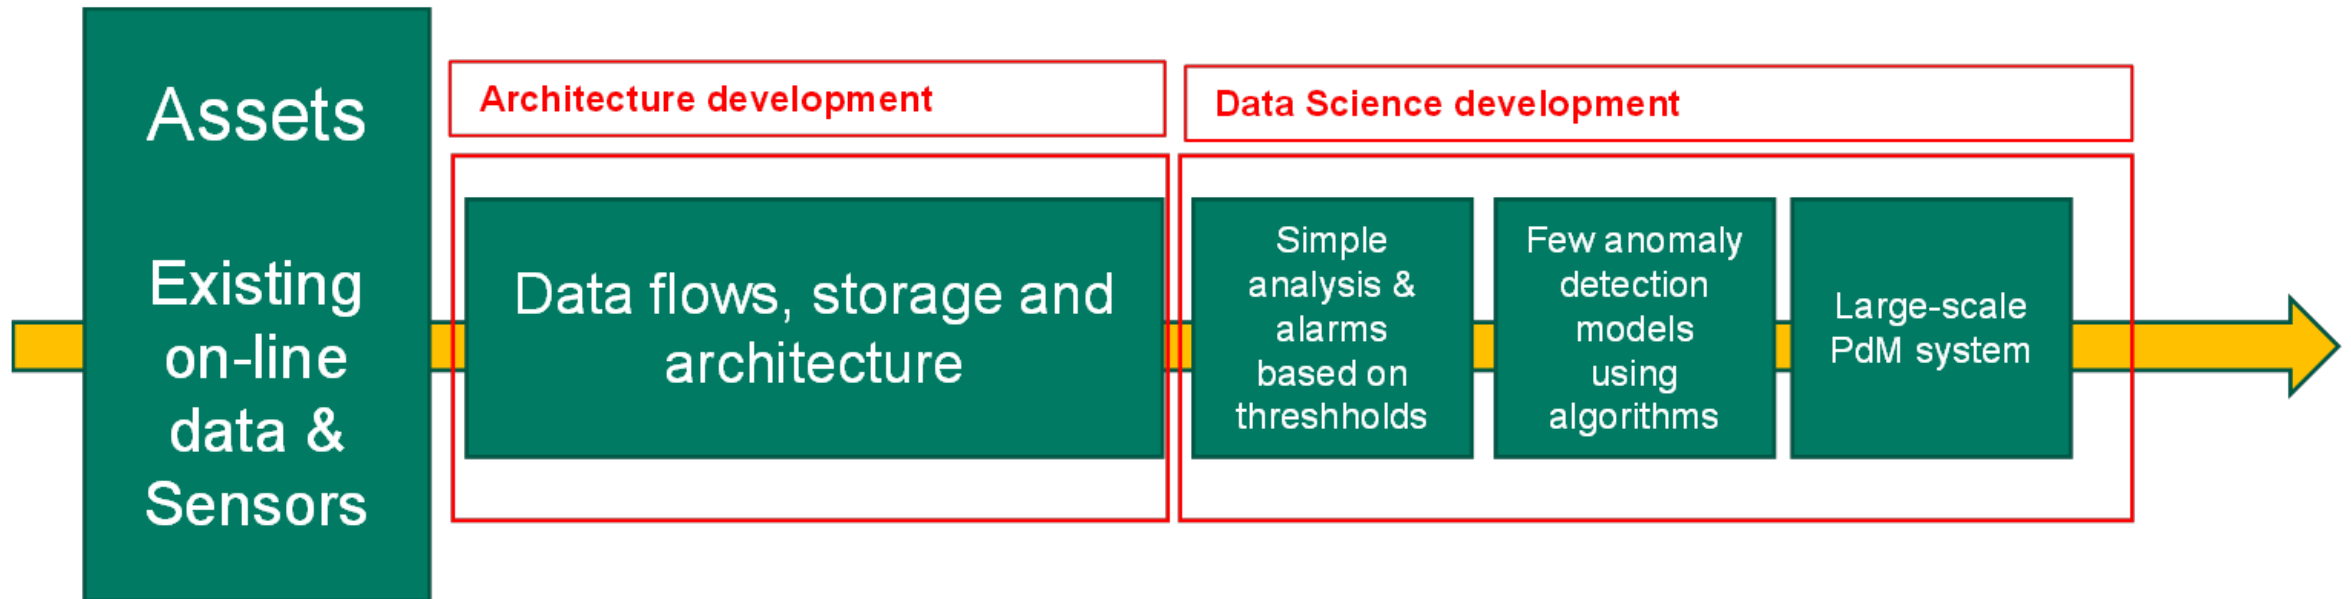 Assets
Existing
on-line
data &
Sensors
Architecture development
Data flows, storage and
architecture
Data Science development
Simple
analysis &
alarms
based on
threshholds
Few anomaly
detection
models
using
algorithms
Large-scale
PdM system